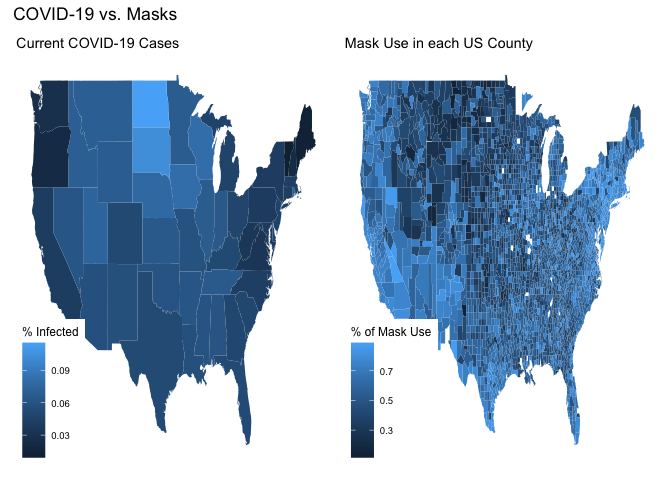 COVID-19 vs. Masks
Current COVID-19 Cases
Mask Use in each US County
% Infected
0.09
0.06
0.03
% of Mask Use
0.7
0.5
0.3